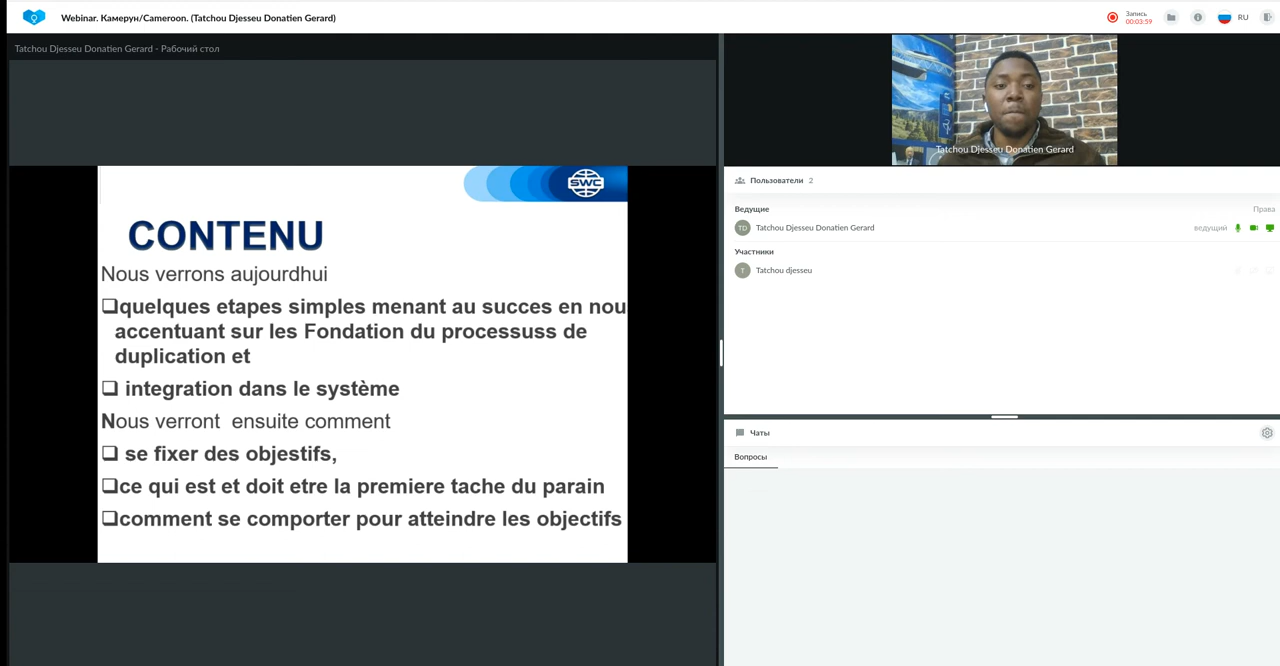 Webinar. Камерун/Cameroon. (Tatchou Djesseu Donatien Gerard)
Запись
00:03:59
RU
Tatchou Djesseu Donatien Gerard - Рабочий стол
SWC
CONTENU
Nous verrons aujourdhui
❑quelques etapes simples menant au succes en nou
accentuant sur les Fondation du processuss de
duplication et
❑ integration dans le système
Nous verront ensuite comment
❑ se fixer des objestifs,
❑ce qui est et doit etre la premiere tache du parain
❑comment se comporter pour atteindre les objectifs
Tatchou Djesseu Donatien Gerard
Пользователи 2
Ведущие Права
TD Tatchou Djesseu Donatien Gerard ведущий
Участники
T Tatchou djesseu
Чаты
Вопросы